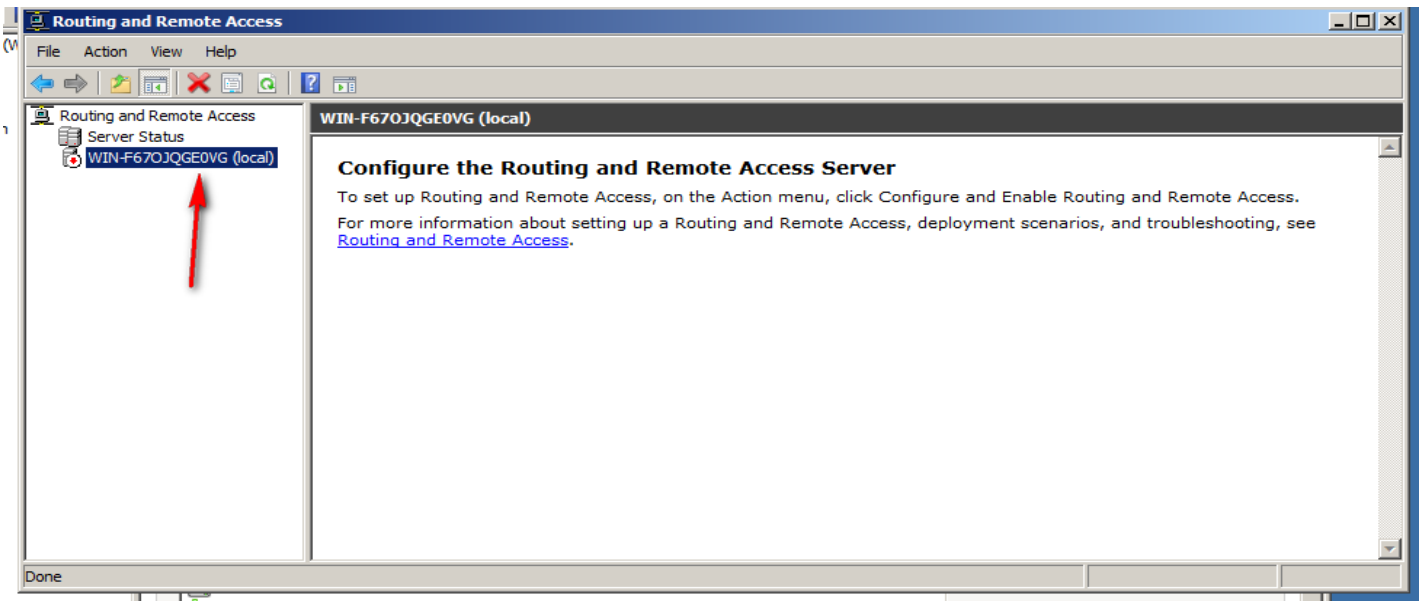 Routing and Remote Access
File Action View Help
Routing and Remote Access
Server Status
WIN-F67OJQGE0VG (local)
WIN-F67OJQGE0VG (local)
Configure the Routing and Remote Access Server
To set up Routing and Remote Access, on the Action menu, click Configure and Enable Routing and Remote Access.
For more information about setting up a Routing and Remote Access, deployment scenarios, and troubleshooting, see
Routing and Remote Access.
Done